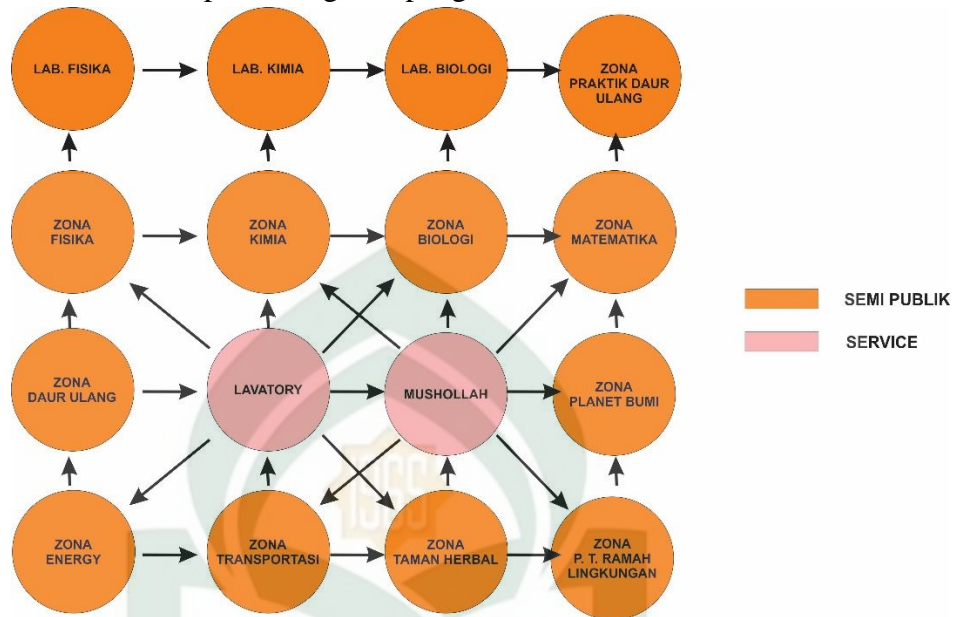 LAB. FISIKA
LAB. KIMIA
LAB. BIOLOGI
ZONA
PRAKTIK DAUR
ULANG
ZONA
FISIKA
ZONA
KIMIA
ZONA
BIOLOGI
ZONA
MATEMATIKA
SEMI PUBLIK
SERVICE
ZONA
DAUR ULANG
LAVATORY
MUSHOLLAH
ZONA
PLANET BUMI
ZONA
ENERGY
ZONA
TRANSPORTASI
ZONA
TAMAN HERBAL
ZONA
P. T. RAMAH
LINGKUNGAN